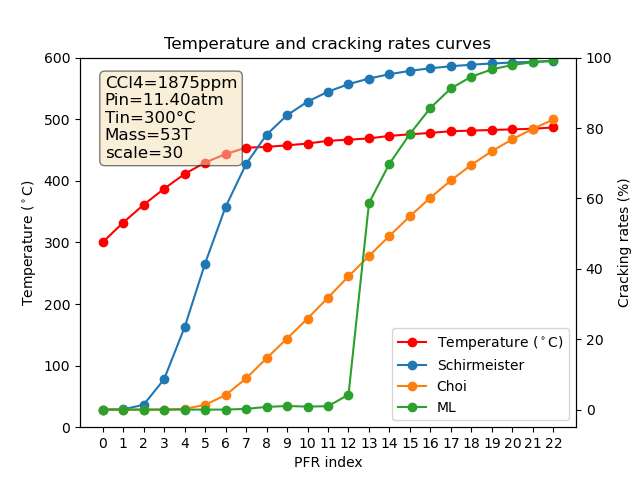 Temperature and cracking rates curves
CCl4=1875ppm
Pin=11.40atm
Tin=300°C
Mass=53T
scale=30
600
500
400
300
200
100
0
Temperature (°C)
100
80
60
40
20
0
Cracking rates (%)
Temperature (°C)
Schirmeister
Choi
ML
0 1 2 3 4 5 6 7 8 9 10 11 12 13 14 15 16 17 18 19 20 21 22
PFR index